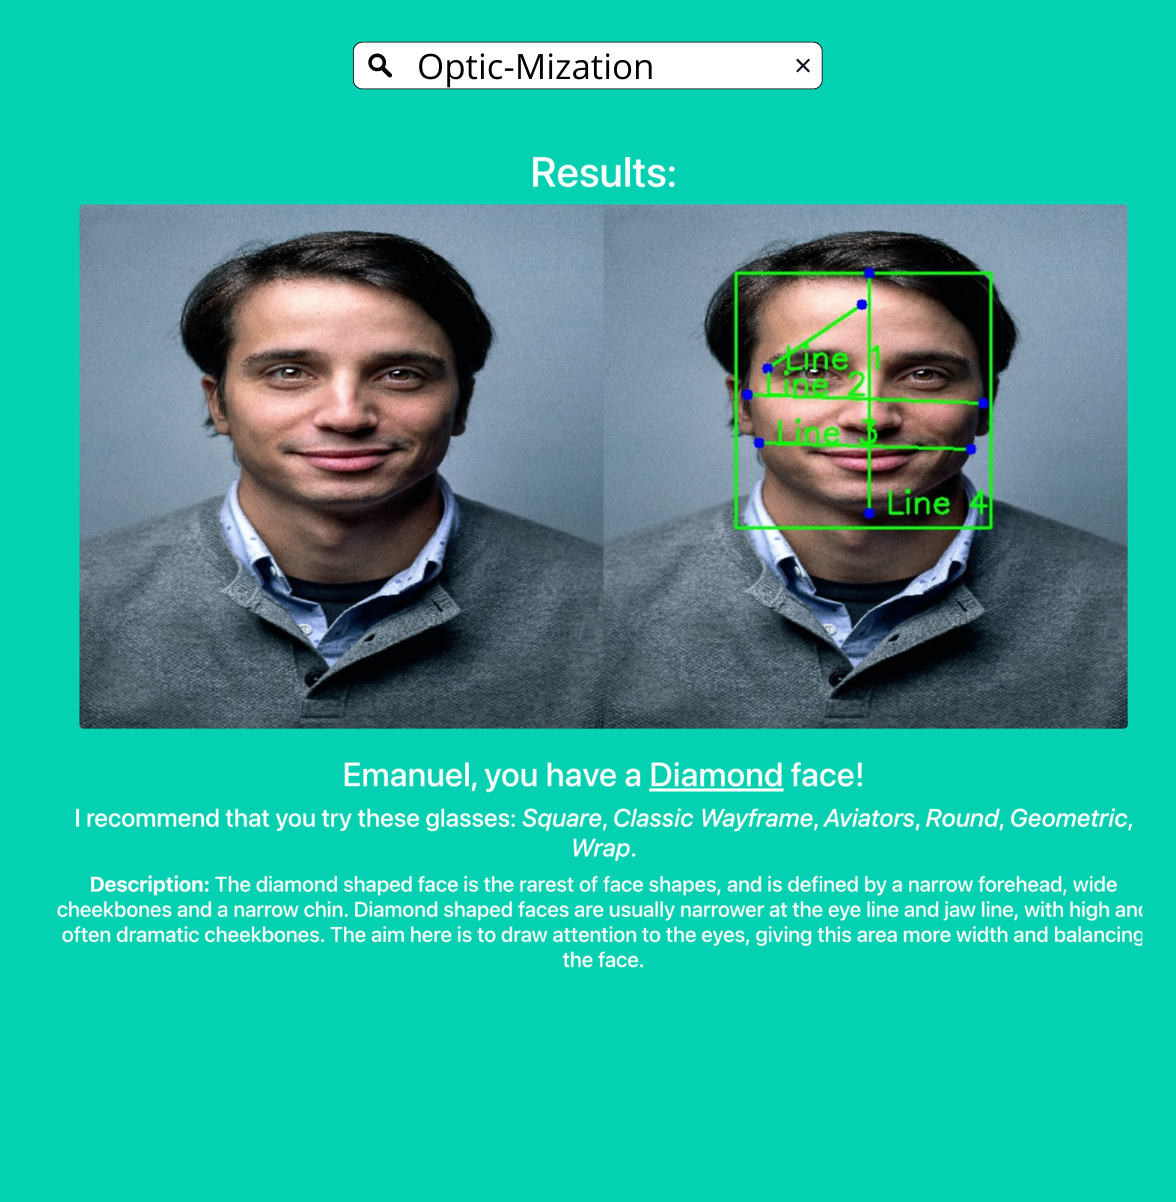 Optic-Mization
Results:
Line 1
Line 2
Line 3
Line 4
Emanuel, you have a Diamond face!
I recommend that you try these glasses: Square, Classic Wayframe, Aviators, Round, Geometric,
Wrap.
Description: The diamond shaped face is the rarest of face shapes, and is defined by a narrow forehead, wide
cheekbones and a narrow chin. Diamond shaped faces are usually narrower at the eye line and jaw line, with high and
often dramatic cheekbones. The aim here is to draw attention to the eyes, giving this area more width and balancing
the face.